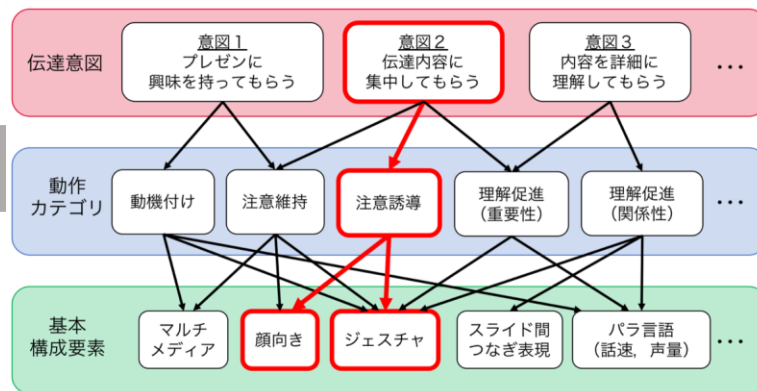 伝達意図
意図1
プレゼンに
興味を持ってもらう
意図2
伝達内容に
集中してもらう
意図3
内容を詳細に
理解してもらう
…
動作
カテゴリ
動機付け
注意維持
注意誘導
理解促進
(重要性)
理解促進
(関係性)
…
基本
構成要素
マルチ
メディア
顔向き
ジェスチャ
スライド間
つなぎ表現
パラ言語
(話速，声量)
…